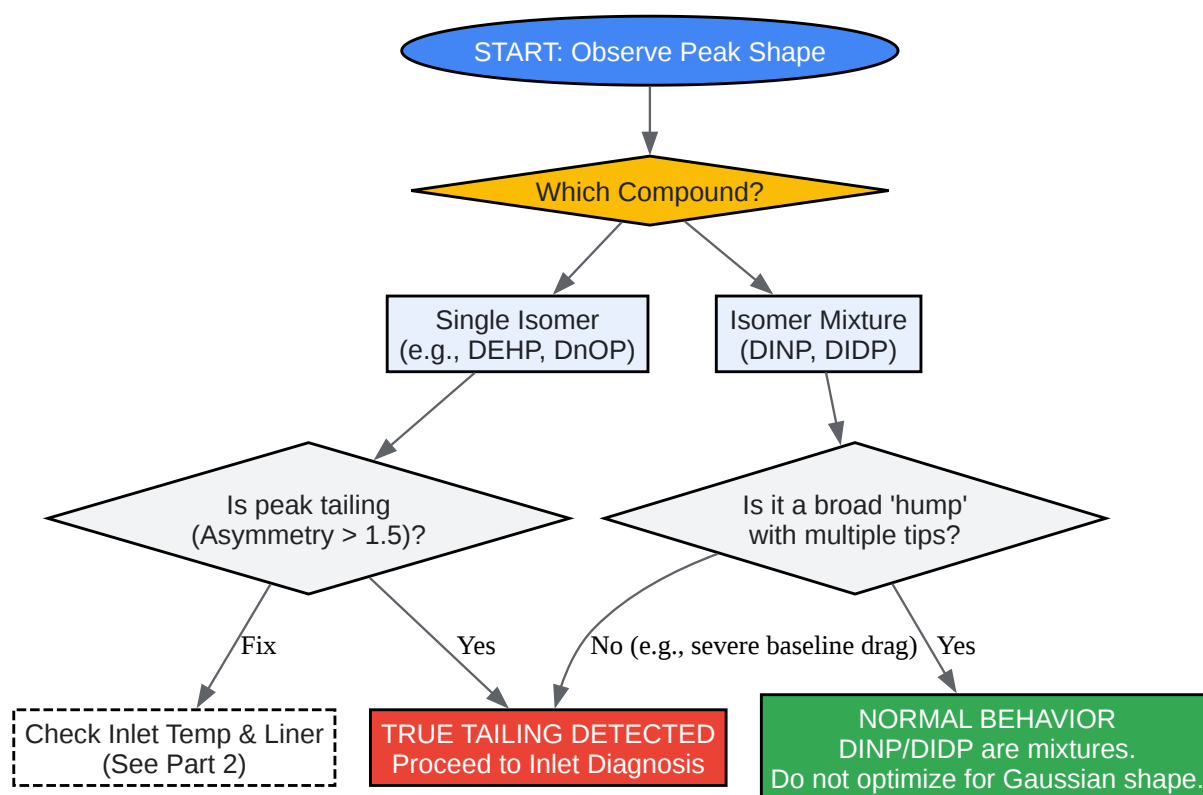 START: Observe Peak Shape
Which Compound?
Single Isomer
(e.g., DEHP, DnOP)
Isomer Mixture
(DINP, DIDP)
Is peak tailing
(Asymmetry > 1.5)?
Is it a broad 'hump'
with multiple tips?
Fix
Yes
No (e.g., severe baseline drag)
Yes
Check Inlet Temp & Liner
(See Part 2)
TRUE TAILING DETECTED
Proceed to Inlet Diagnosis
NORMAL BEHAVIOR
DINP/DIDP are mixtures.
Do not optimize for Gaussian shape.